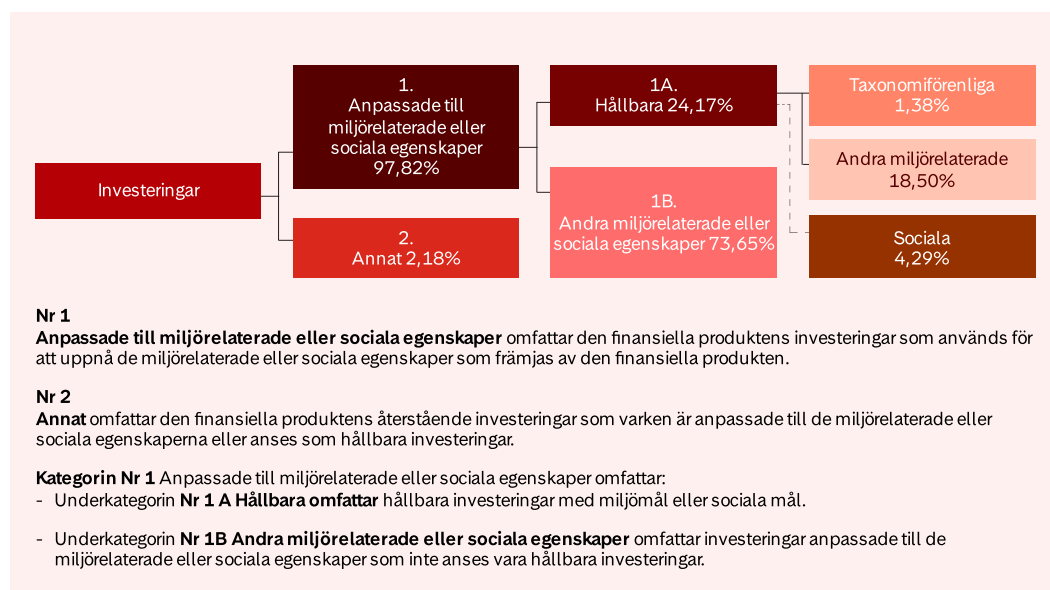 Investeringar
1.
Anpassade till
miljörelaterade eller
sociala egenskaper
97,82%
2.
Annat 2,18%
1A.
Hållbara 24,17%
1B.
Andra miljörelaterade eller
sociala egenskaper 73,65%
Taxonomiförenliga
1,38%
Andra miljörelaterade
18,50%
Sociala
4,29%
Nr 1
Anpassade till miljörelaterade eller sociala egenskaper omfattar den finansiella produktens investeringar som används för
att uppnå de miljörelaterade eller sociala egenskaper som främjas av den finansiella produkten.
Nr 2
Annat omfattar den finansiella produktens återstående investeringar som varken är anpassade till de miljörelaterade eller
sociala egenskaperna eller anses som hållbara investeringar.
Kategorin Nr 1 Anpassade till miljörelaterade eller sociala egenskaper omfattar:
- Underkategorin Nr 1 A Hållbara omfattar hållbara investeringar med miljömål eller sociala mål.
- Underkategorin Nr 1B Andra miljörelaterade eller sociala egenskaper omfattar investeringar anpassade till de
miljörelaterade eller sociala egenskaper som inte anses vara hållbara investeringar.